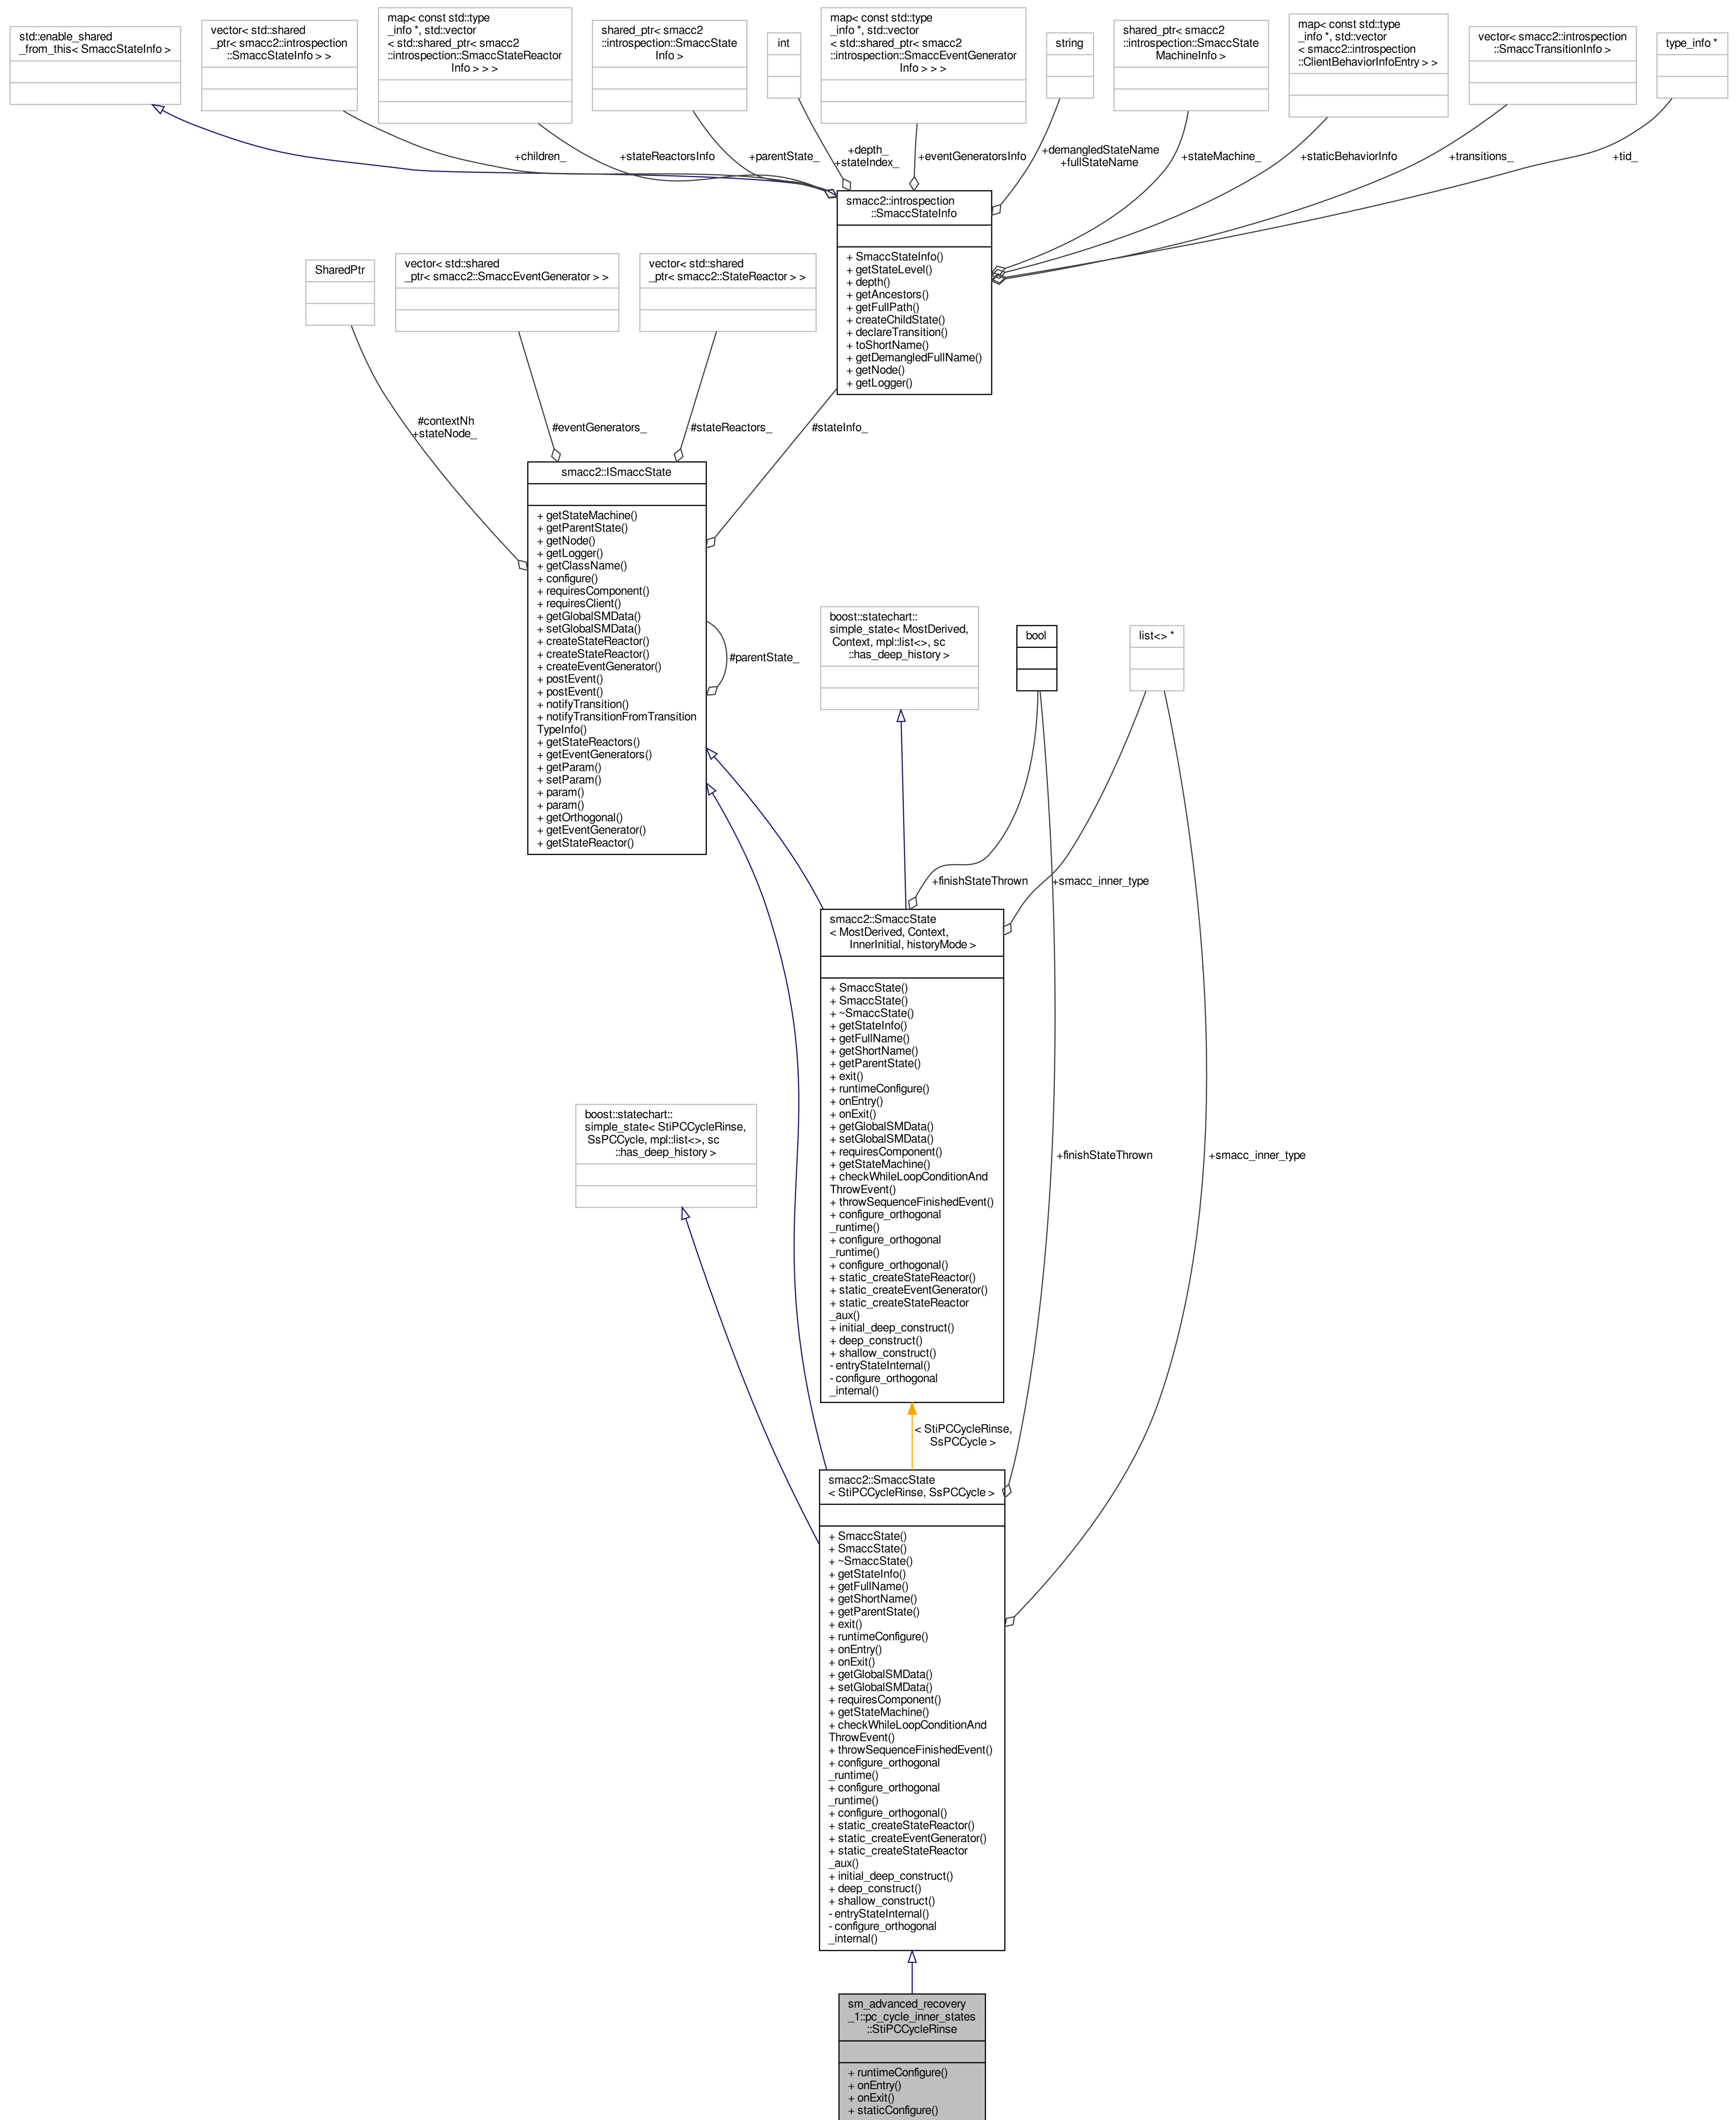 std::enable_shared
_from_this< SmaccStateInfo >
vector< std::shared
_ptr< smacc2::introspection
::SmaccStateInfo > >
map< const std::type
_info *, std::vector
< std::shared_ptr< smacc2
::introspection::SmaccStateReactor
Info > > >
shared_ptr< smacc2
::introspection::SmaccState
Info >
int
map< const std::type
_info *, std::vector
< std::shared_ptr< smacc2
::introspection::SmaccEventGenerator
Info > > >
string
shared_ptr< smacc2
::introspection::SmaccState
MachineInfo >
map< const std::type
_info *, std::vector
< smacc2::introspection
::ClientBehaviorInfoEntry > >
vector< smacc2::introspection
::SmaccTransitionInfo >
type_info *
+children_
+stateReactorsInfo
+parentState_
+depth_
+stateIndex_
+eventGeneratorsInfo
+demangledStateName
+fullStateName
+stateMachine_
+staticBehaviorInfo
+transitions_
+tid_
smacc2::introspection
::SmaccStateInfo
+ SmaccStateInfo()
+ getStateLevel()
+ depth()
+ getAncestors()
+ getFullPath()
+ createChildState()
+ declareTransition()
+ toShortName()
+ getDemangledFullName()
+ getNode()
+ getLogger()
SharedPtr
vector< std::shared
_ptr< smacc2::SmaccEventGenerator > >
vector< std::shared
_ptr< smacc2::StateReactor > >
#contextNh
+stateNode_
#eventGenerators_
#stateReactors_
#stateInfo_
smacc2::ISmaccState
+ getStateMachine()
+ getParentState()
+ getNode()
+ getLogger()
+ getClassName()
+ configure()
+ requiresComponent()
+ requiresClient()
+ getGlobalSMData()
+ setGlobalSMData()
+ createStateReactor()
+ createStateReactor()
+ createEventGenerator()
+ postEvent()
+ postEvent()
+ notifyTransition()
+ notifyTransitionFromTransition
TypeInfo()
+ getStateReactors()
+ getEventGenerators()
+ getParam()
+ setParam()
+ param()
+ param()
+ getOrthogonal()
+ getEventGenerator()
+ getStateReactor()
#parentState_
boost::statechart::
simple_state< MostDerived,
Context, mpl::list<>, sc
::has_deep_history >
bool
list<> *
+finishStateThrown
+smacc_inner_type
smacc2::SmaccState
< MostDerived, Context,
InnerInitial, historyMode >
+ SmaccState()
+ SmaccState()
+ ~SmaccState()
+ getStateInfo()
+ getFullName()
+ getShortName()
+ getParentState()
+ exit()
+ runtimeConfigure()
+ onEntry()
+ onExit()
+ getGlobalSMData()
+ setGlobalSMData()
+ requiresComponent()
+ getStateMachine()
+ checkWhileLoopConditionAnd
ThrowEvent()
+ throwSequenceFinishedEvent()
+ configure_orthogonal
_runtime()
+ configure_orthogonal
_runtime()
+ configure_orthogonal()
+ static_createStateReactor()
+ static_createEventGenerator()
+ static_createStateReactor
_aux()
+ initial_deep_construct()
+ deep_construct()
+ shallow_construct()
- entryStateInternal()
- configure_orthogonal
_internal()
boost::statechart::
simple_state< StiPCCycleRinse,
SsPCCycle, mpl::list<>, sc
::has_deep_history >
+finishStateThrown
+smacc_inner_type
< StiPCCycleRinse,
SsPCCycle >
smacc2::SmaccState
< StiPCCycleRinse, SsPCCycle >
+ SmaccState()
+ SmaccState()
+ ~SmaccState()
+ getStateInfo()
+ getFullName()
+ getShortName()
+ getParentState()
+ exit()
+ runtimeConfigure()
+ onEntry()
+ onExit()
+ getGlobalSMData()
+ setGlobalSMData()
+ requiresComponent()
+ getStateMachine()
+ checkWhileLoopConditionAnd
ThrowEvent()
+ throwSequenceFinishedEvent()
+ configure_orthogonal
_runtime()
+ configure_orthogonal
_runtime()
+ configure_orthogonal()
+ static_createStateReactor()
+ static_createEventGenerator()
+ static_createStateReactor
_aux()
+ initial_deep_construct()
+ deep_construct()
+ shallow_construct()
- entryStateInternal()
- configure_orthogonal
_internal()
sm_advanced_recovery
_1::pc_cycle_inner_states
::StiPCCycleRinse
+ runtimeConfigure()
+ onEntry()
+ onExit()
+ staticConfigure()